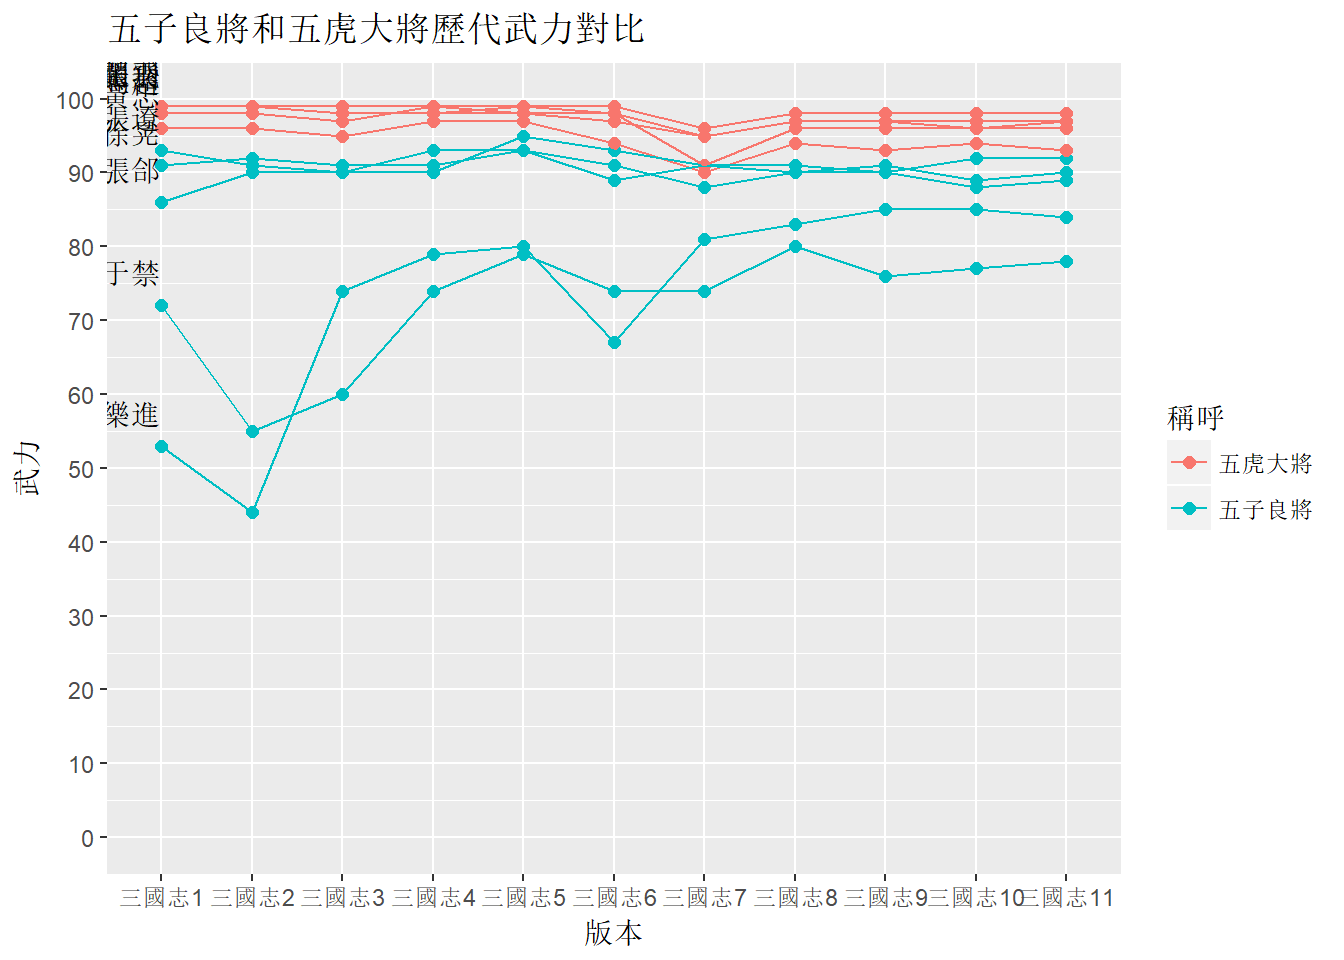 五子良將和五虎大將歷代武力對比
武力
100
90
80
70
60
50
40
30
20
10
0
張遼
徐晃
張郃
于禁
樂進
三國志1 三國志2 三國志3 三國志4 三國志5 三國志6 三國志7 三國志8 三國志9 三國志10 三國志11
版本
稱呼
五虎大將
五子良將